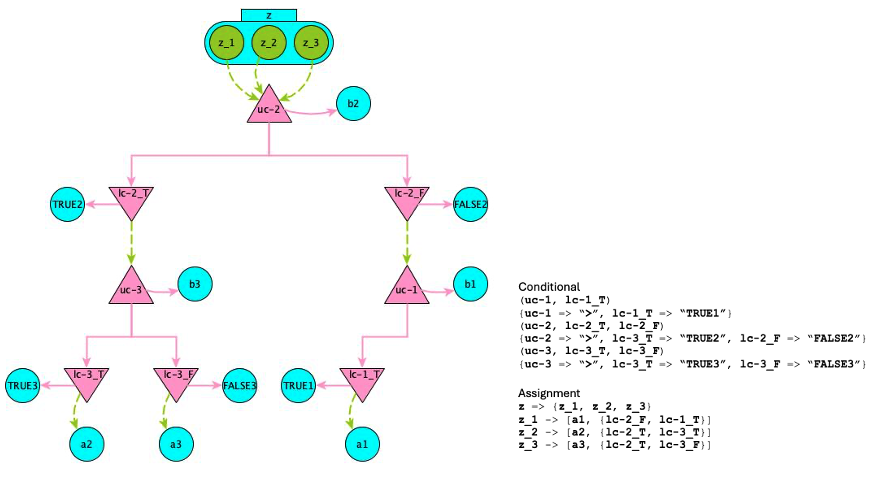 z
z_1 z_2 z_3
uc-2 b2
lc-2_T lc-2_F
TRUE2 FALSE2
uc-3 b3 uc-1 b1
lc-3_T lc-3_F lc-1_T
TRUE3 FALSE3 TRUE1
a2 a3 a1
Conditional
(uc-1, lc-1_T)
{uc-1 => “>”, lc-1_T => “TRUE1”}
(uc-2, lc-2_T, lc-2_F)
{uc-2 => “>”, lc-3_T => “TRUE2”, lc-2_F => “FALSE2”}
(uc-3, lc-3_T, lc-3_F)
{uc-3 => “>”, lc-3_T => “TRUE3”, lc-3_F => “FALSE3”}
Assignment
z => {z_1, z_2, z_3}
z_1 -> [a1, {lc-2_F, lc-1_T}]
z_2 -> [a2, {lc-2_T, lc-3_T}]
z_3 -> [a3, {lc-2_T, lc-3_F}]